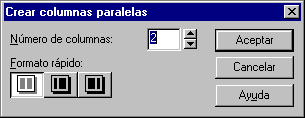 Crear columnas paralelas
Número de columnas: 2
Aceptar
Cancelar
Formato rápido:
Ayuda